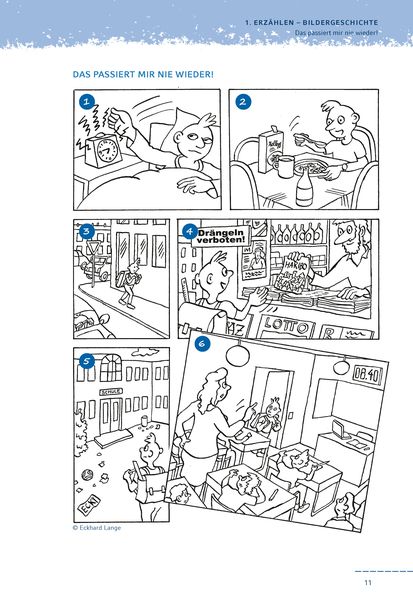 1. ERZÄHLEN – BILDERGESCHICHTE
Das passiert mir nie wieder!
DAS PASSIERT MIR NIE WIEDER!
1
2
3
4
Drängeln
verboten!
HARIBO
AZ
LOTTO
R
5
SCHULE
6
08.40
© Eckhard Lange
11